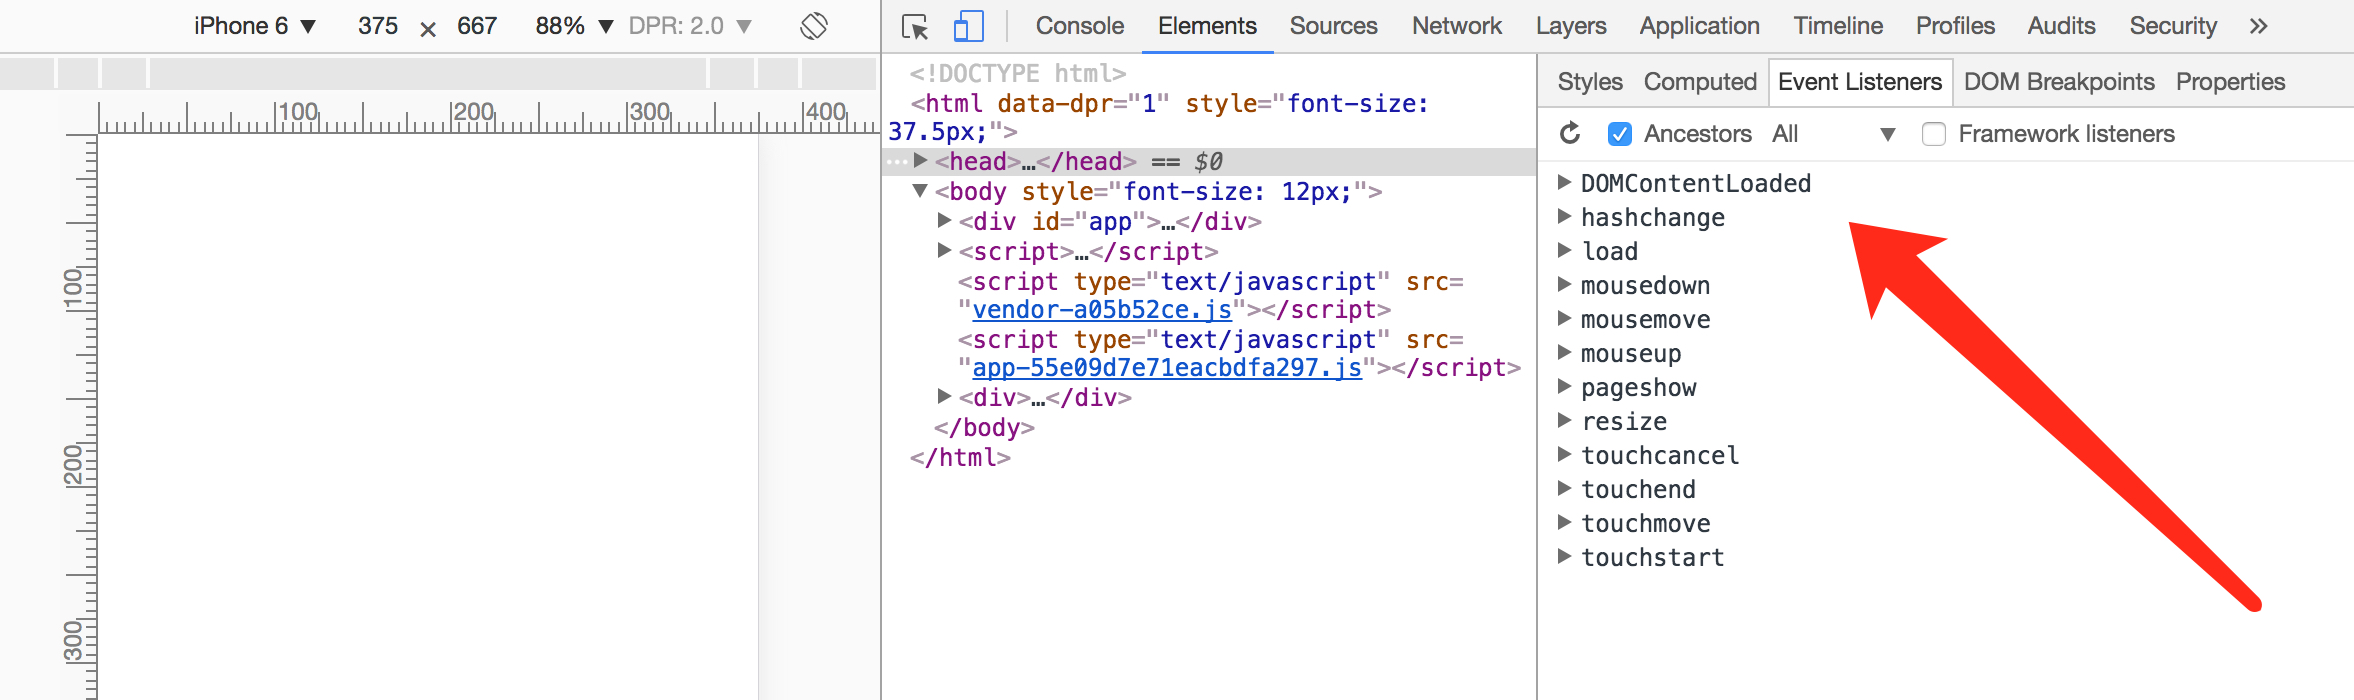 iPhone 6 ▼ 375 × 667 88% ▼ DPR: 2.0 ▼
100 200 300 400
100
200
300
Console Elements Sources Network Layers Application Timeline Profiles Audits Security »
<!DOCTYPE html>
<html data-dpr="1" style="font-size:
37.5px;">
… ▶ <head>…</head> == $0
▼ <body style="font-size: 12px;">
▶ <div id="app">…</div>
▶ <script>…</script>
<script type="text/javascript" src=
"vendor-a05b52ce.js"></script>
<script type="text/javascript" src=
"app-55e09d7e71eacbdfa297.js"></script>
▶ <div>…</div>
</body>
</html>
Styles Computed Event Listeners DOM Breakpoints Properties
Ancestors All ▼ Framework listeners
▶ DOMContentLoaded
▶ hashchange
▶ load
▶ mousedown
▶ mousemove
▶ mouseup
▶ pageshow
▶ resize
▶ touchcancel
▶ touchend
▶ touchmove
▶ touchstart